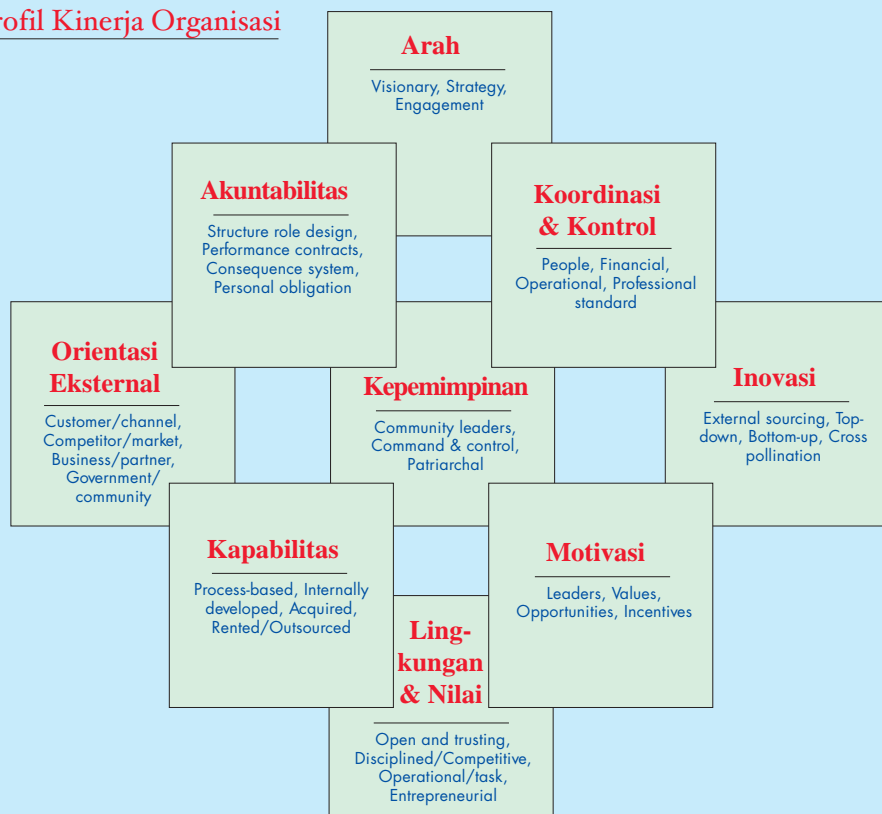 rofil Kinerja Organisasi
Arah
Visionary, Strategy,
Engagement
Akuntabilitas
Structure role design,
Performance contracts,
Consequence system,
Personal obligation
Koordinasi
& Kontrol
People, Financial,
Operational, Professional
standard
Orientasi
Eksternal
Customer/channel,
Competitor/market,
Business/partner,
Government/
community
Kepemimpinan
Community leaders,
Command & control,
Patriarchal
Inovasi
External sourcing, Top-
down, Bottom-up, Cross
pollination
Kapabilitas
Process-based, Internally
developed, Acquired,
Rented/Outsourced
Motivasi
Leaders, Values,
Opportunities, Incentives
Ling-
kungan
& Nilai
Open and trusting,
Disciplined/Competitive,
Operational/task,
Entrepreneurial